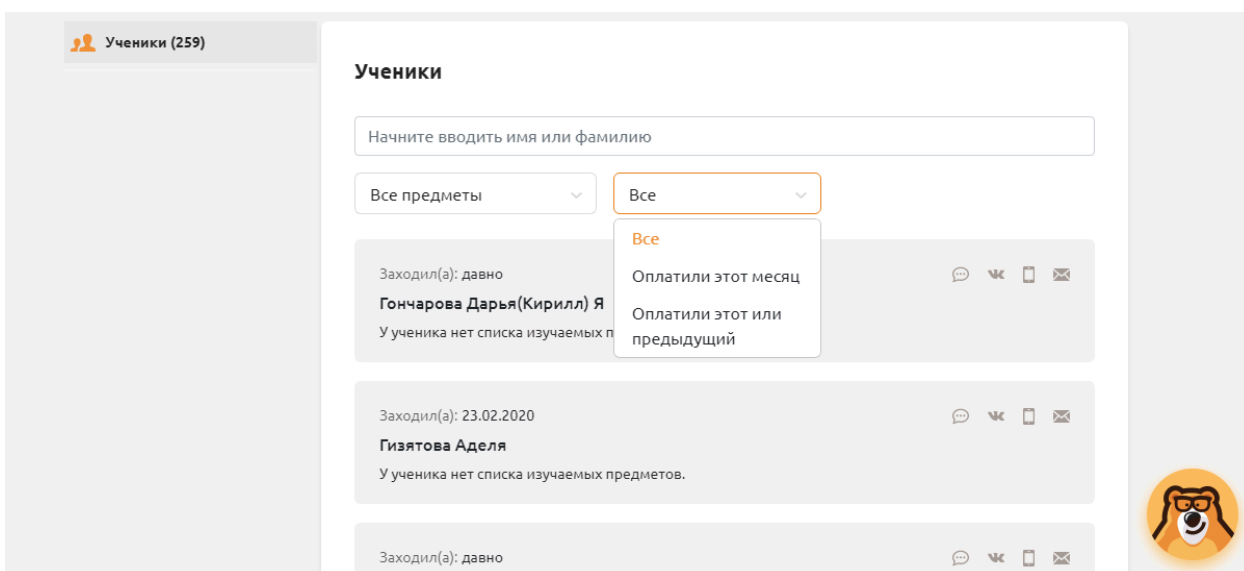 Ученики (259)
Ученики
Начните вводить имя или фамилию
Все предметы
Все
Все
Оплатили этот месяц
Оплатили этот или
предыдущий
Заходил(а): давно
Гончарова Дарья(Кирилл) Я
У ученика нет списка изучаемых
Заходил(а): 23.02.2020
Гизятова Аделя
У ученика нет списка изучаемых предметов.
Заходил(а): давно